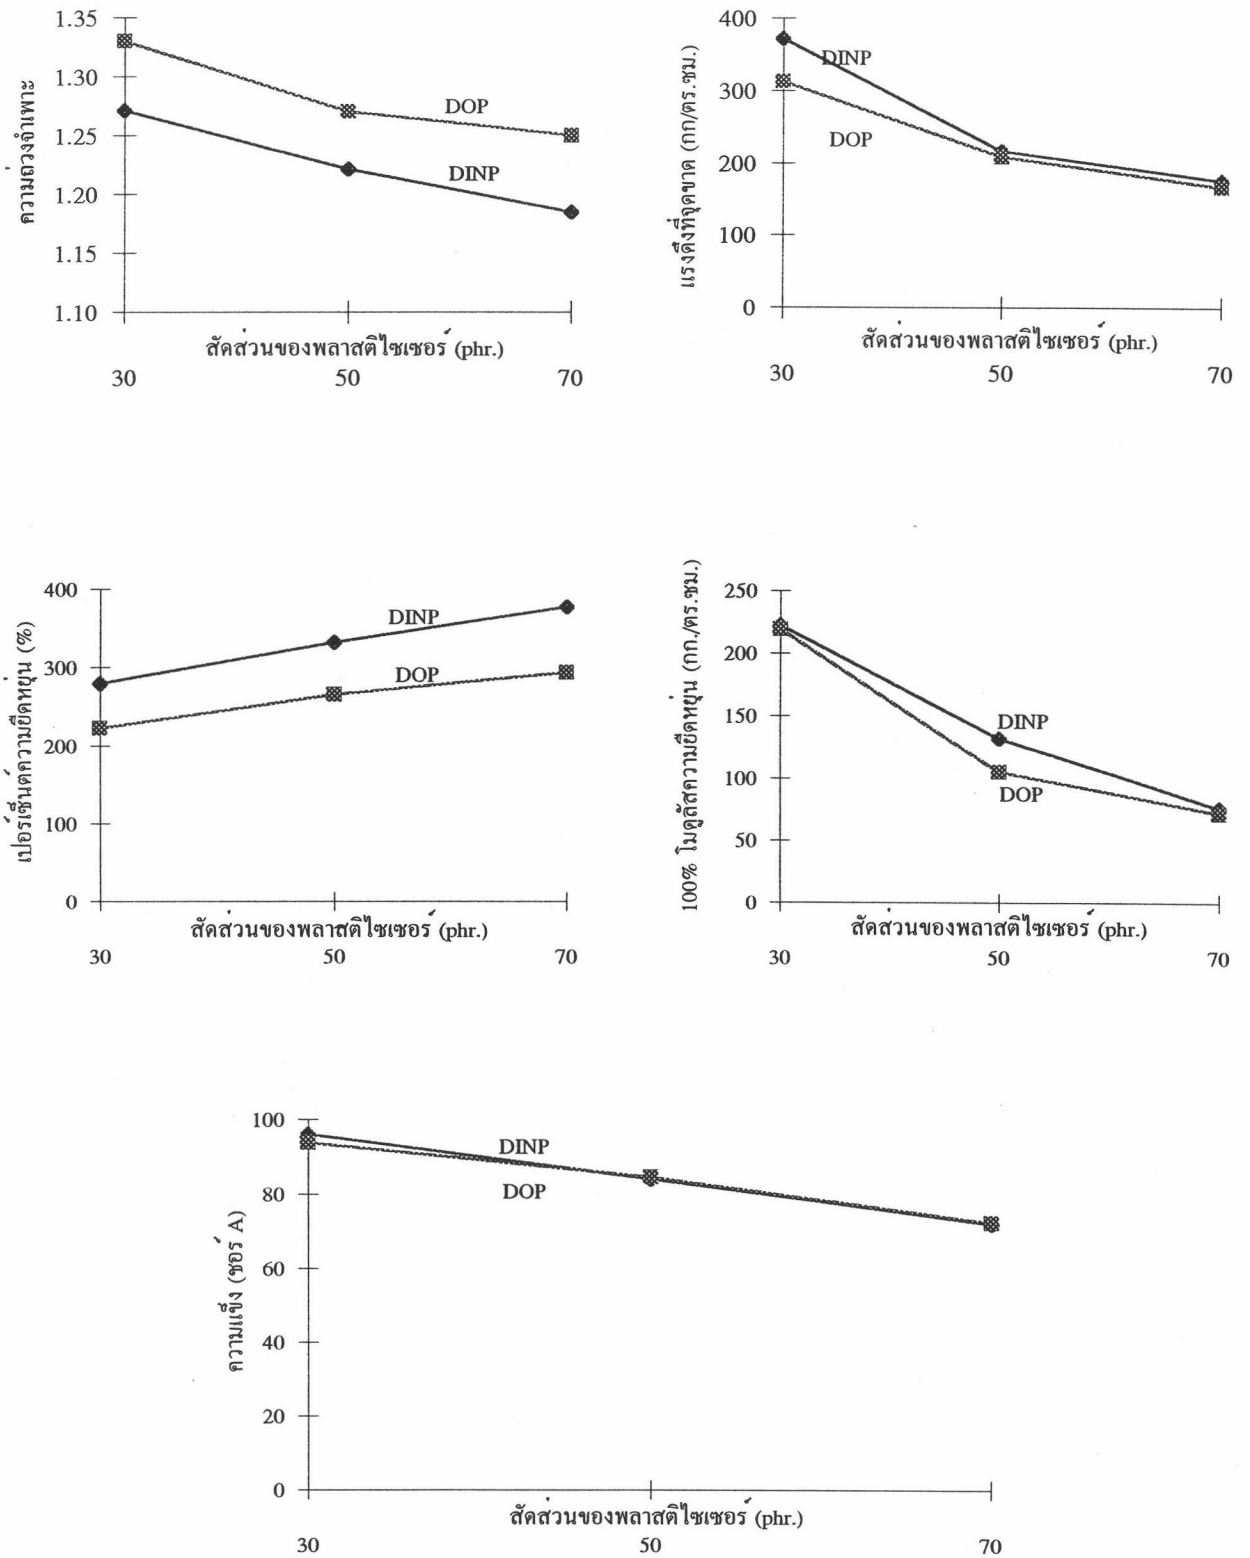 ความถ่วงจำเพาะ
1.35
1.30
1.25
1.20
1.15
1.10
DOP
DINP
สัดส่วนของพลาสติไซเซอร์ (phr.)
30 50 70
แรงดึงที่จุดขาด (กก/ตร.ซม.)
400
300
200
100
0
DINP
DOP
สัดส่วนของพลาสติไซเซอร์ (phr.)
30 50 70
เปอร์เซ็นต์ความยืดหยุ่น (%)
400
300
200
100
0
DINP
DOP
สัดส่วนของพลาสติไซเซอร์ (phr.)
30 50 70
100% โมดูลัสความยืดหยุ่น (กก./ตร.ซม.)
250
200
150
100
50
0
DINP
DOP
สัดส่วนของพลาสติไซเซอร์ (phr.)
30 50 70
ความแข็ง (ชอร์ A)
100
80
60
40
20
0
DINP
DOP
สัดส่วนของพลาสติไซเซอร์ (phr.)
30 50 70